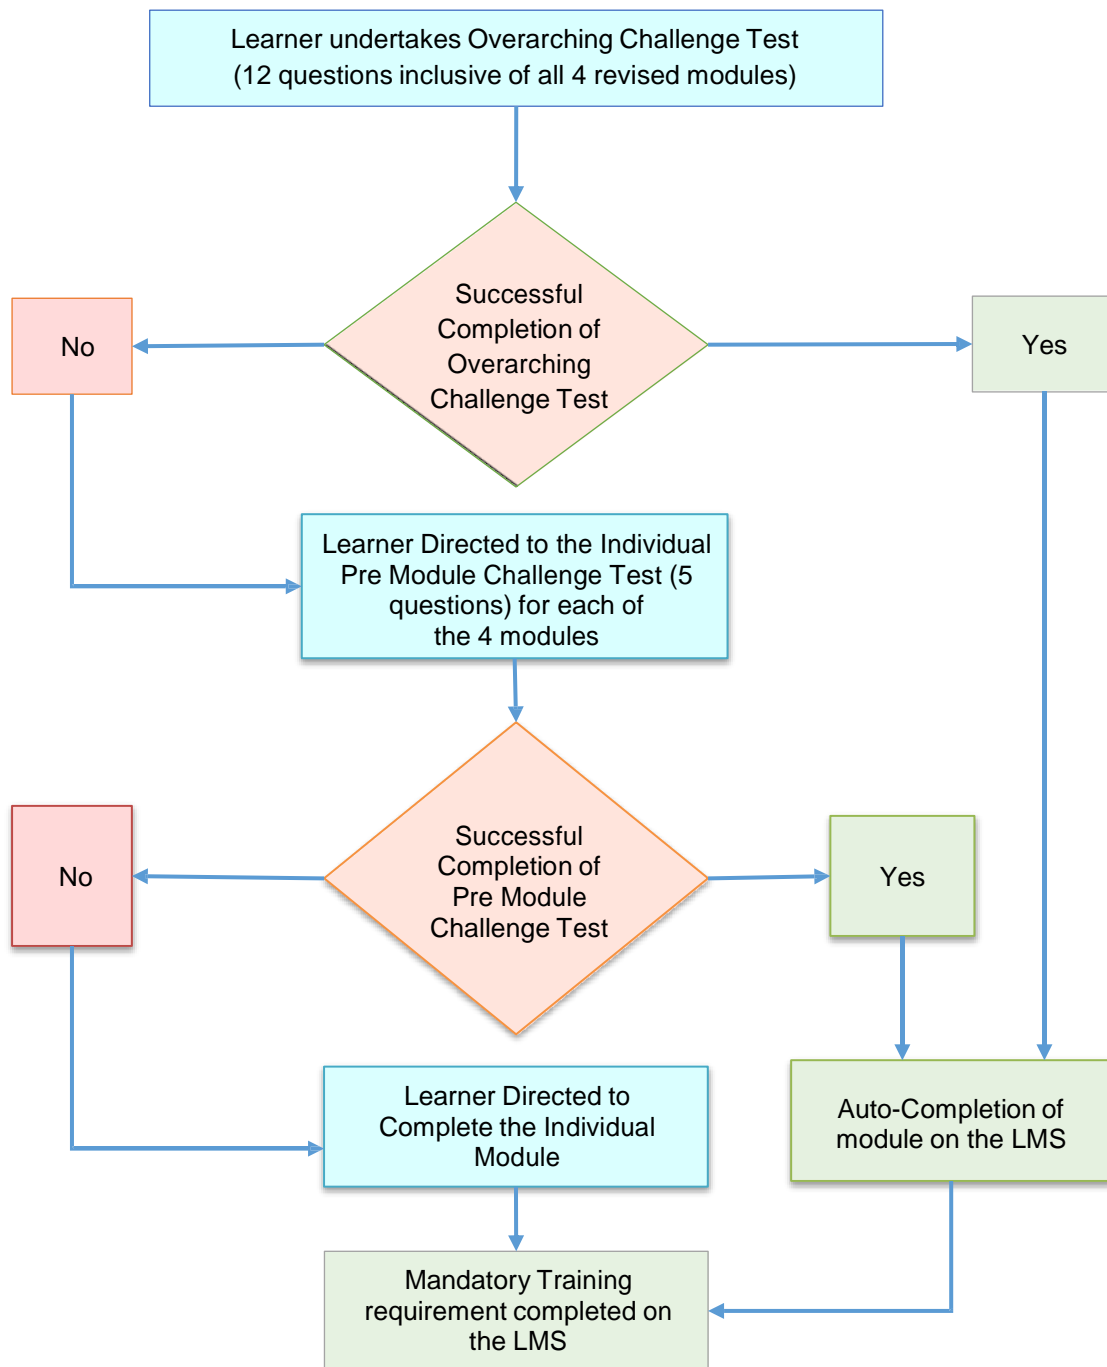 Learner undertakes Overarching Challenge Test
(12 questions inclusive of all 4 revised modules)
Successful
Completion of
Overarching
Challenge Test
No
Yes
Learner Directed to the Individual
Pre Module Challenge Test (5
questions) for each of
the 4 modules
Successful
Completion of
Pre Module
Challenge Test
No
Yes
Learner Directed to
Complete the Individual
Module
Auto-Completion of
module on the LMS
Mandatory Training
requirement completed on
the LMS